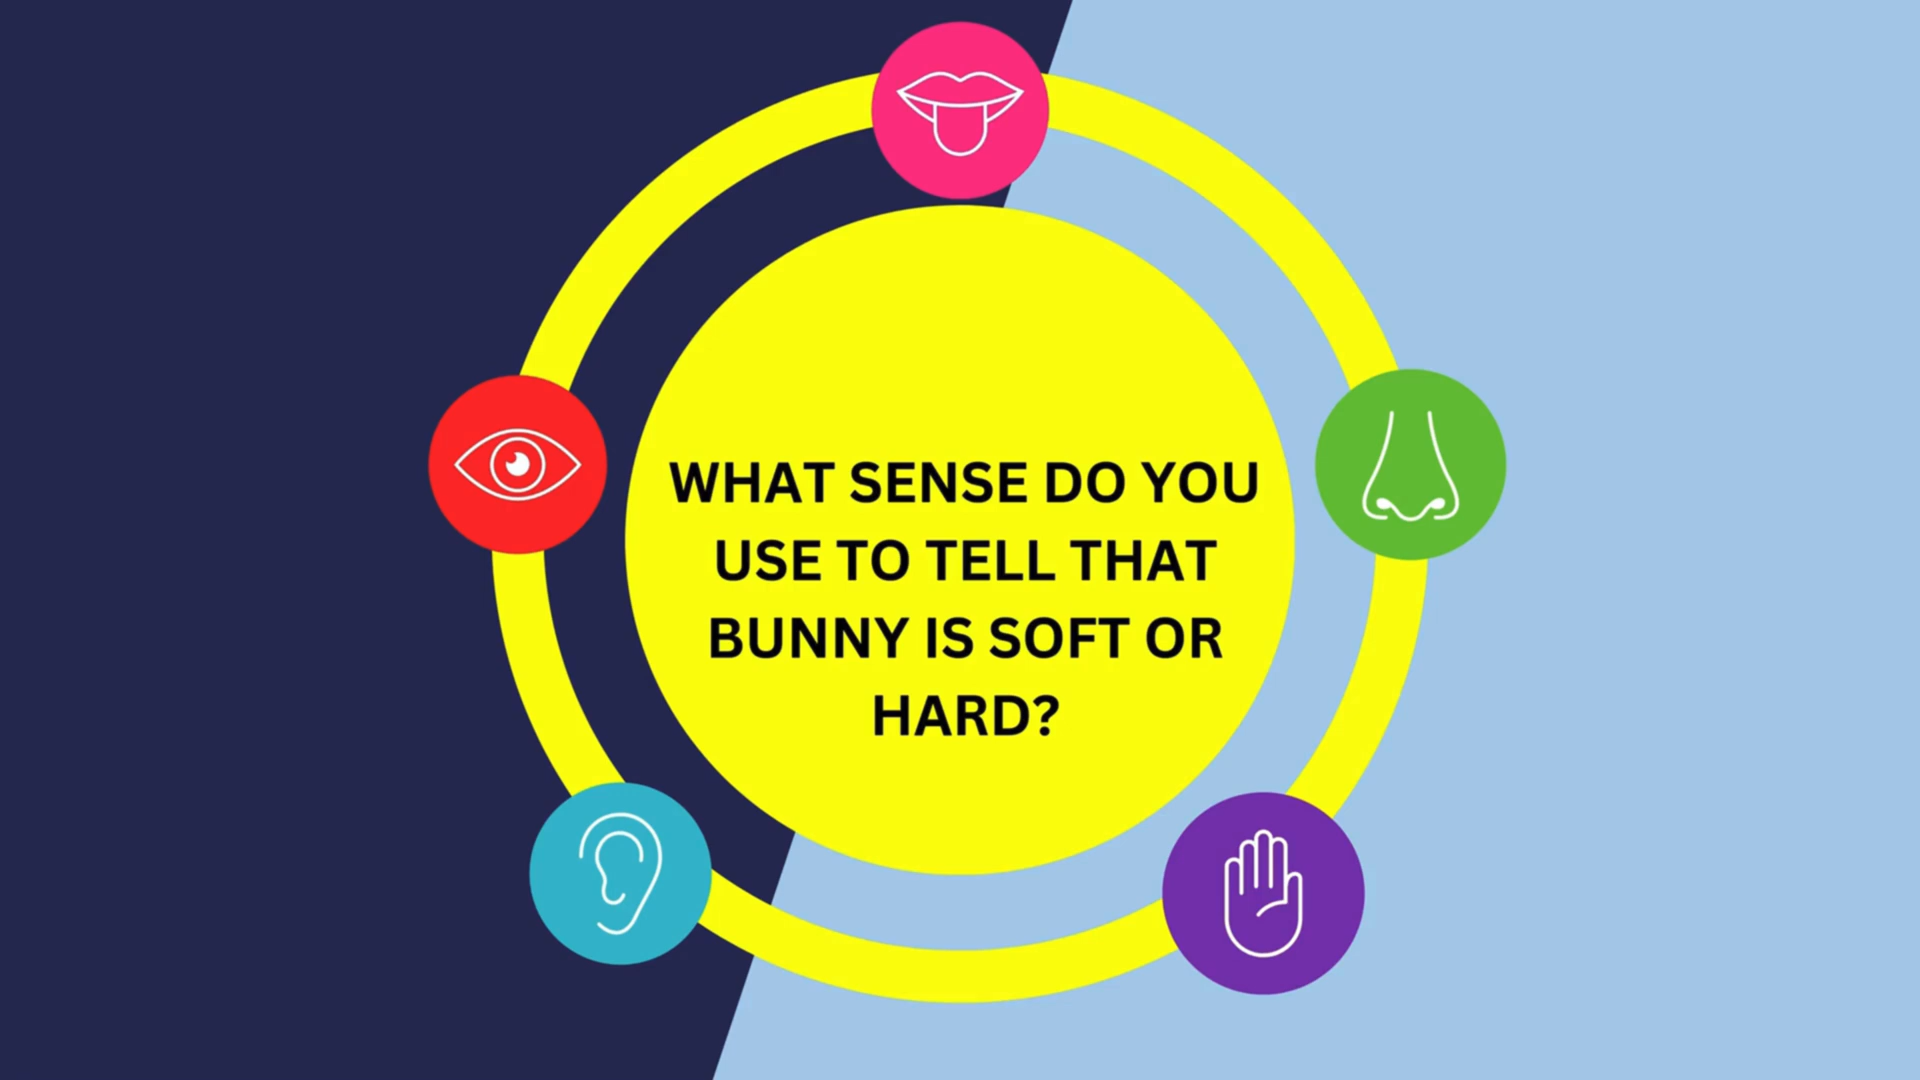 WHAT SENSE DO YOU
USE TO TELL THAT
BUNNY IS SOFT OR
HARD?